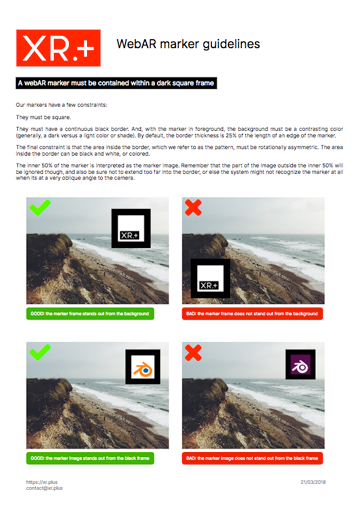 XR.+
WebAR marker guidelines
A webAR marker must be contained within a dark square frame
Our markers have a few constraints:
They must be square.
They must have a continuous black border. And, with the marker in foreground, the background must be a contrasting color
(generally, a dark versus a light color or shade). By default, the border thickness is 25% of the length of an edge of the marker.
The final constraint is that the area inside the border, which we refer to as the pattern, must be rotationally asymmetric. The area
inside the border can be black and white, or colored.
The inner 50% of the marker is interpreted as the marker image. Remember that the part of the image outside the inner 50% will
be ignored though, and also be sure not to extend too far into the border, or else the system might not recognize the marker at all
when its at a very oblique angle to the camera.
XR.+
XR.+
GOOD: the marker frame stands out from the background
BAD: the marker frame does not stand out from the background
GOOD: the marker image stands out from the black frame
BAD: the marker image does not stand out from the black frame
https://xr.plus
21/03/2018
contact@xr.plus